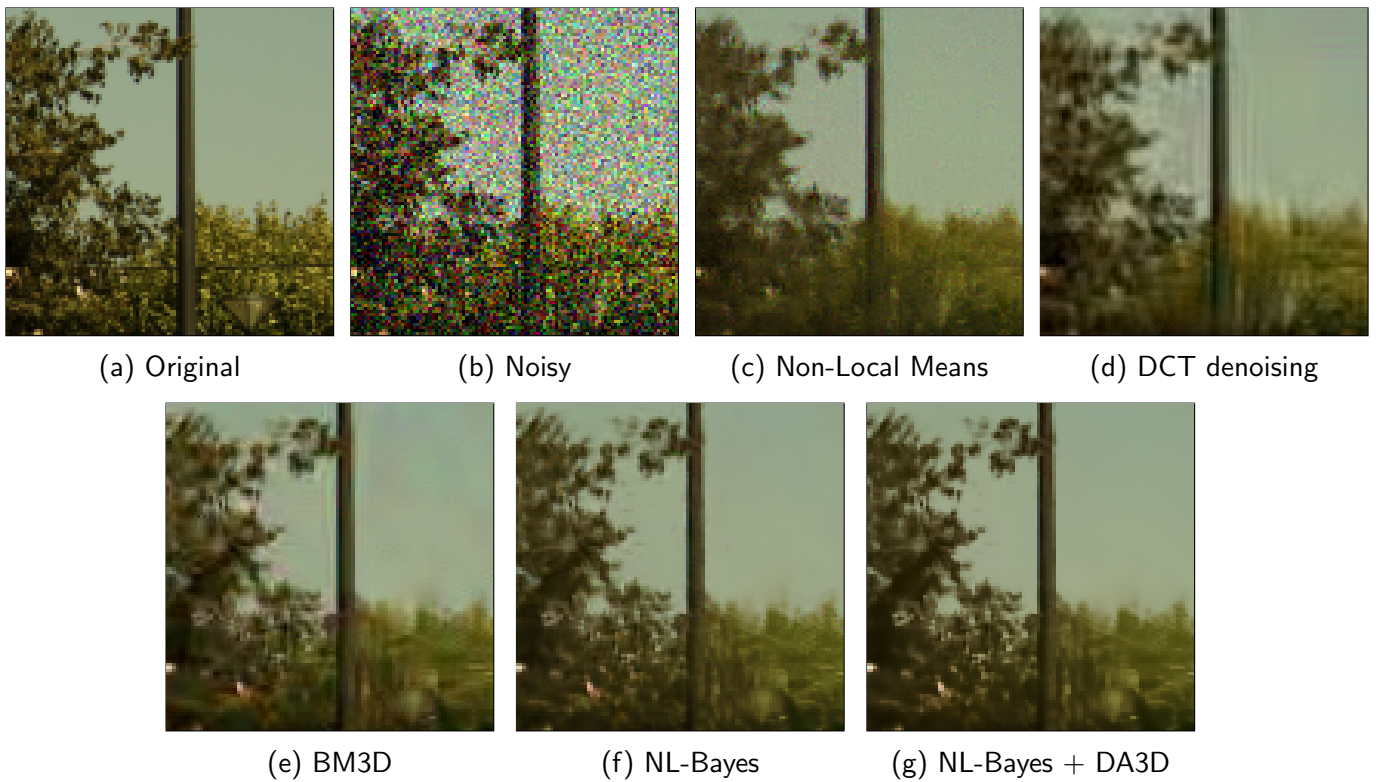 (a) Original
(b) Noisy
(c) Non-Local Means
(d) DCT denoising
(e) BM3D
(f) NL-Bayes
(g) NL-Bayes + DA3D